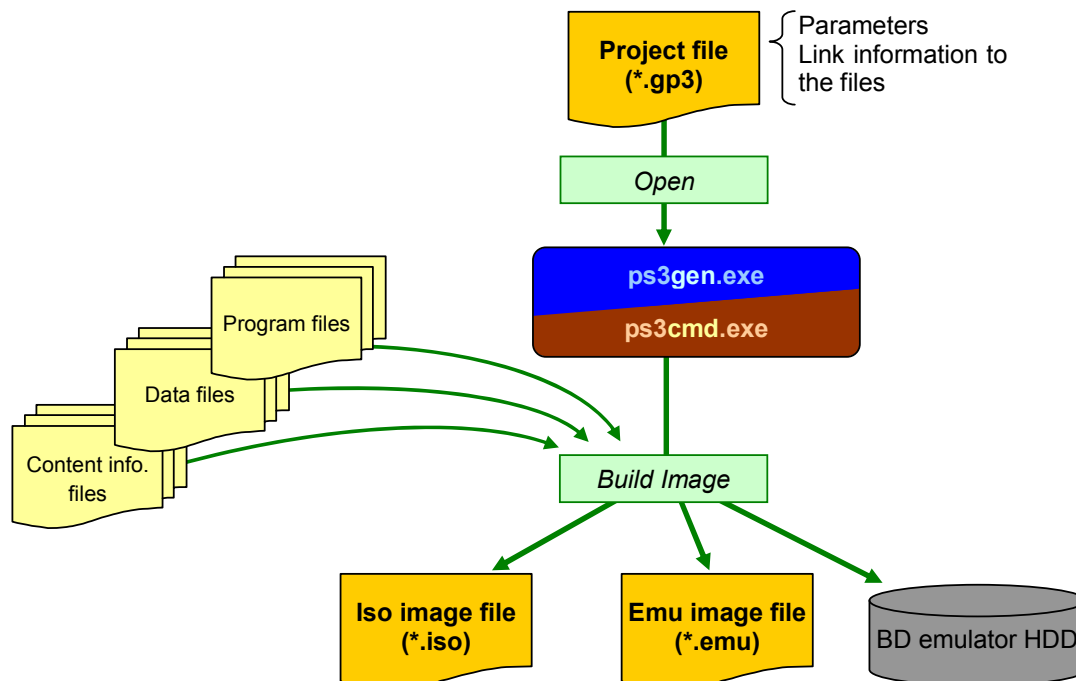 Project file
(*.gp3)
Parameters
Link information to
the files
Open
ps3gen.exe
ps3cmd.exe
Program files
Data files
Content info.
files
Build Image
Iso image file
(*.iso)
Emu image file
(*.emu)
BD emulator HDD